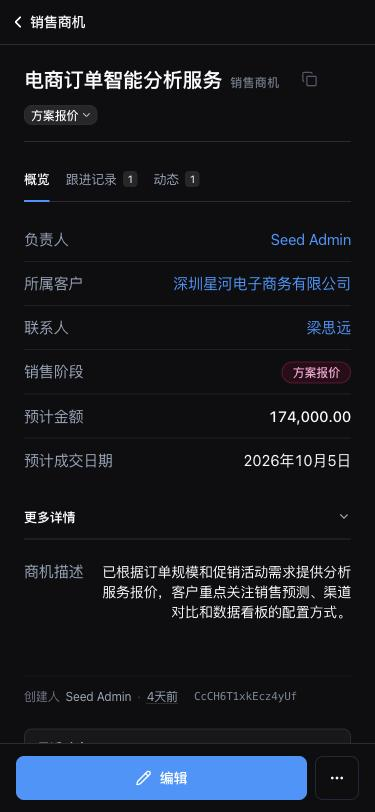 销售商机
电商订单智能分析服务 销售商机
方案报价
概览 跟进记录 1 动态 1
负责人 Seed Admin
所属客户 深圳星河电子商务有限公司
联系人 梁思远
销售阶段 方案报价
预计金额 174,000.00
预计成交日期 2026年10月5日
更多详情
商机描述 已根据订单规模和促销活动需求提供分析
服务报价，客户重点关注销售预测、渠道
对比和数据看板的配置方式。
创建人 Seed Admin · 4天前 CcCH6T1xkEcz4yUf
编辑